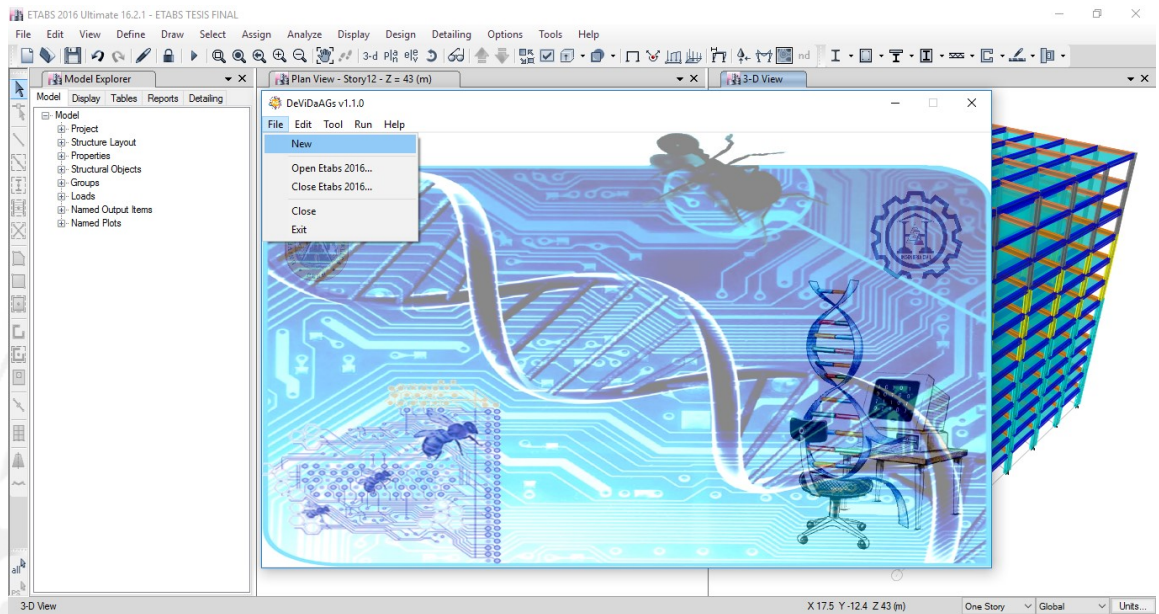 ETABS 2016 Ultimate 16.2.1 - ETABS TESIS FINAL
File Edit View Define Draw Select Assign Analyze Display Design Detailing Options Tools Help
3-d nd
Model Explorer
Plan View - Story12 - Z = 43 (m)
3-D View
Model Display Tables Reports Detailing
Model
Project
Structure Layout
Properties
Structural Objects
Groups
Loads
Named Output Items
Named Plots
DeViDaAGs v1.1.0
File Edit Tool Run Help
New
Open Etabs 2016...
Close Etabs 2016...
Close
Exit
all
ps
3-D View
X 17.5 Y -12.4 Z 43 (m)
One Story
Global
Units...